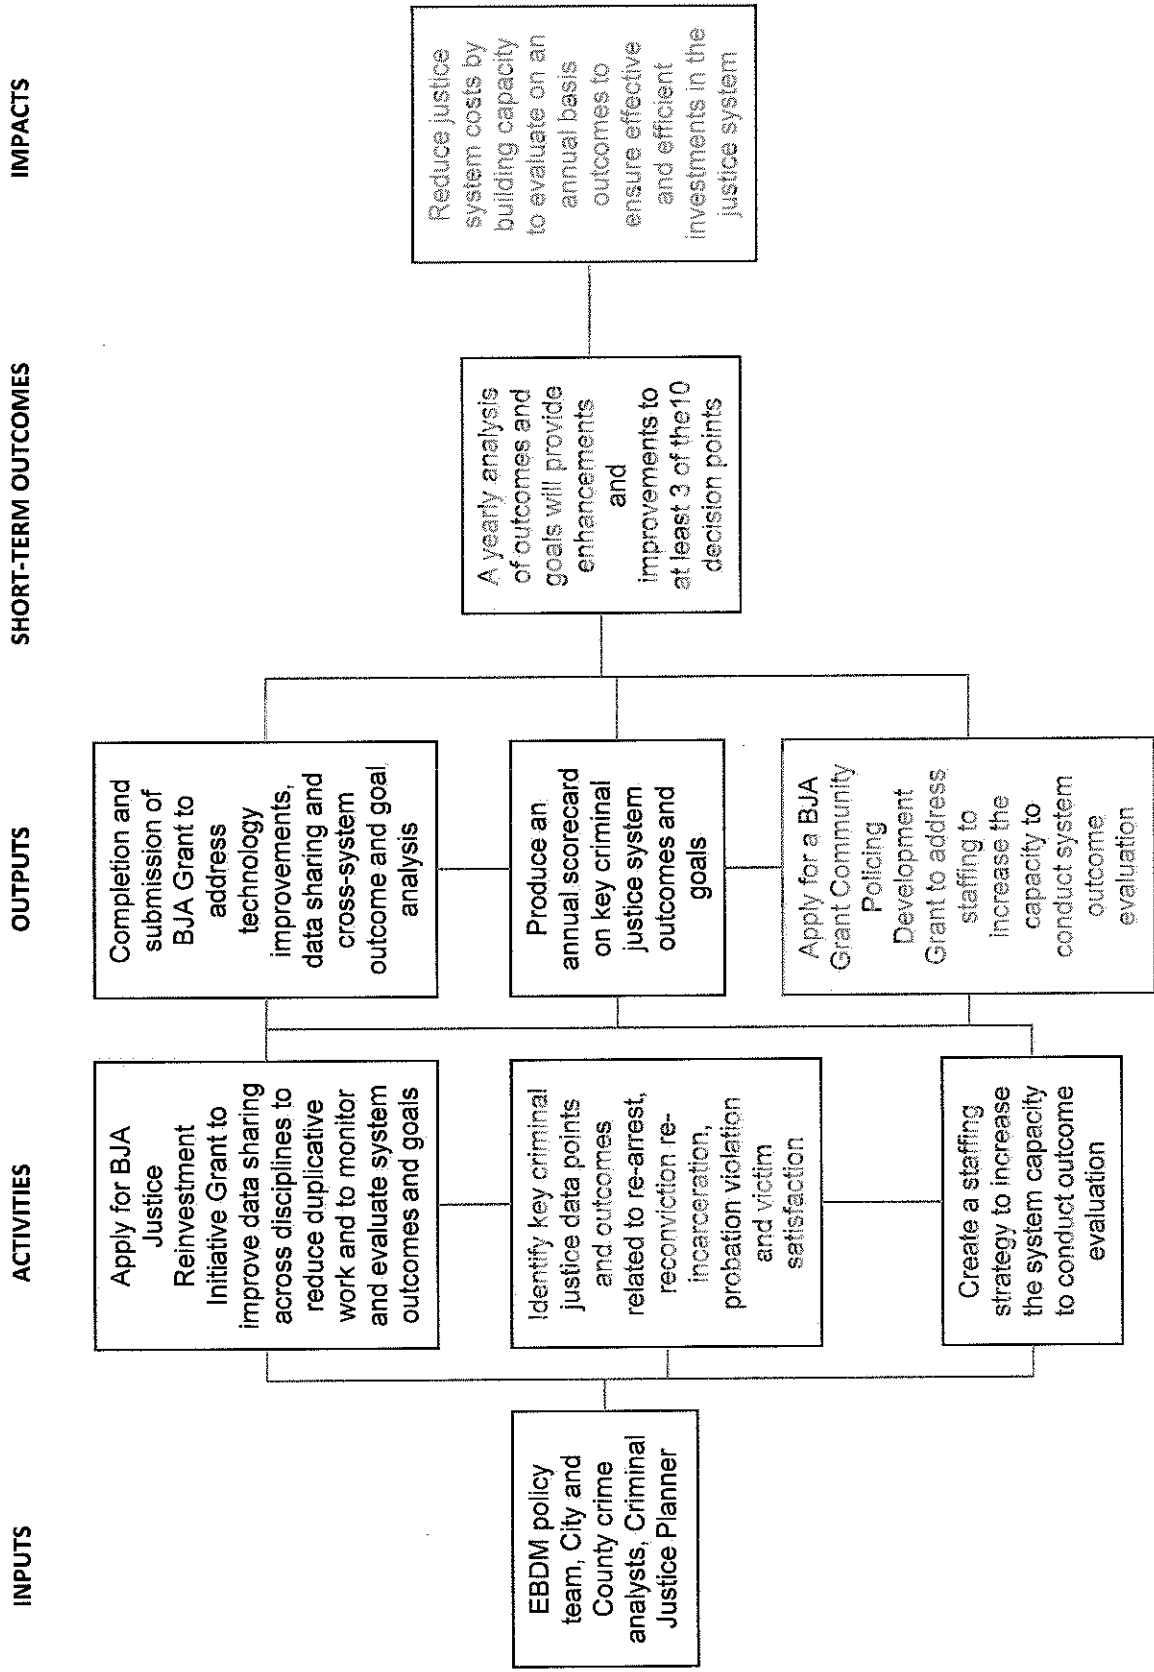 INPUTS
EBDM policy
team, City and
County crime
analysts, Criminal
Justice Planner
ACTIVITIES
Apply for BJA
Justice
Reinvestment
Initiative Grant to
improve data sharing
across disciplines to
reduce duplicative
work and to monitor
and evaluate system
outcomes and goals
Identify key criminal
justice data points
and outcomes
related to re-arrest,
reconviction re-
incarceration,
probation violation
and victim
satisfaction
Create a staffing
strategy to increase
the system capacity
to conduct outcome
evaluation
OUTPUTS
Completion and
submission of
BJA Grant to
address
technology
improvements,
data sharing and
cross-system
outcome and goal
analysis
Produce an
annual scorecard
on key criminal
justice system
outcomes and
goals
Apply for a BJA
Grant Community
Policing
Development
Grant to address
staffing to
increase the
capacity to
conduct system
outcome
evaluation
SHORT-TERM OUTCOMES
A yearly analysis
of outcomes and
goals will provide
enhancements
and
improvements to
at least 3 of the10
decision points
IMPACTS
Reduce justice
system costs by
building capacity
to evaluate on an
annual basis
outcomes to
ensure effective
and efficient
investments in the
justice system